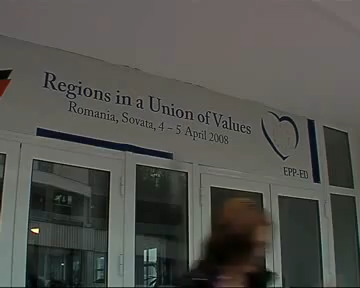 Regions in a Union of Values
Romania, Sovata, 4 - 5 April 2008
EPP-ED